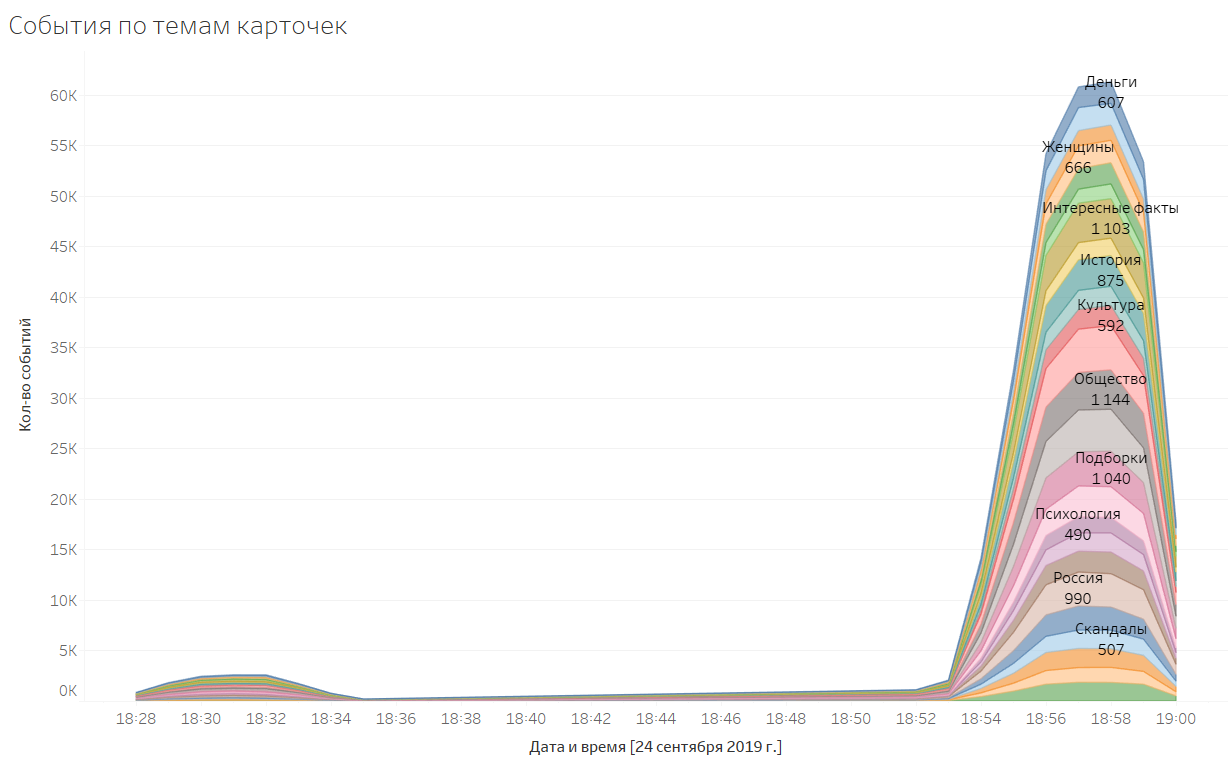 События по темам карточек
60K
55K
50K
45K
40K
35K
30K
25K
20K
15K
10K
5K
0K
Кол-во событий
Деньги
607
Женщины
666
Интересные факты
1 103
История
875
Культура
592
Общество
1 144
Подборки
1 040
Психология
490
Россия
990
Скандалы
507
18:28 18:30 18:32 18:34 18:36 18:38 18:40 18:42 18:44 18:46 18:48 18:50 18:52 18:54 18:56 18:58 19:00
Дата и время [24 сентября 2019 г.]